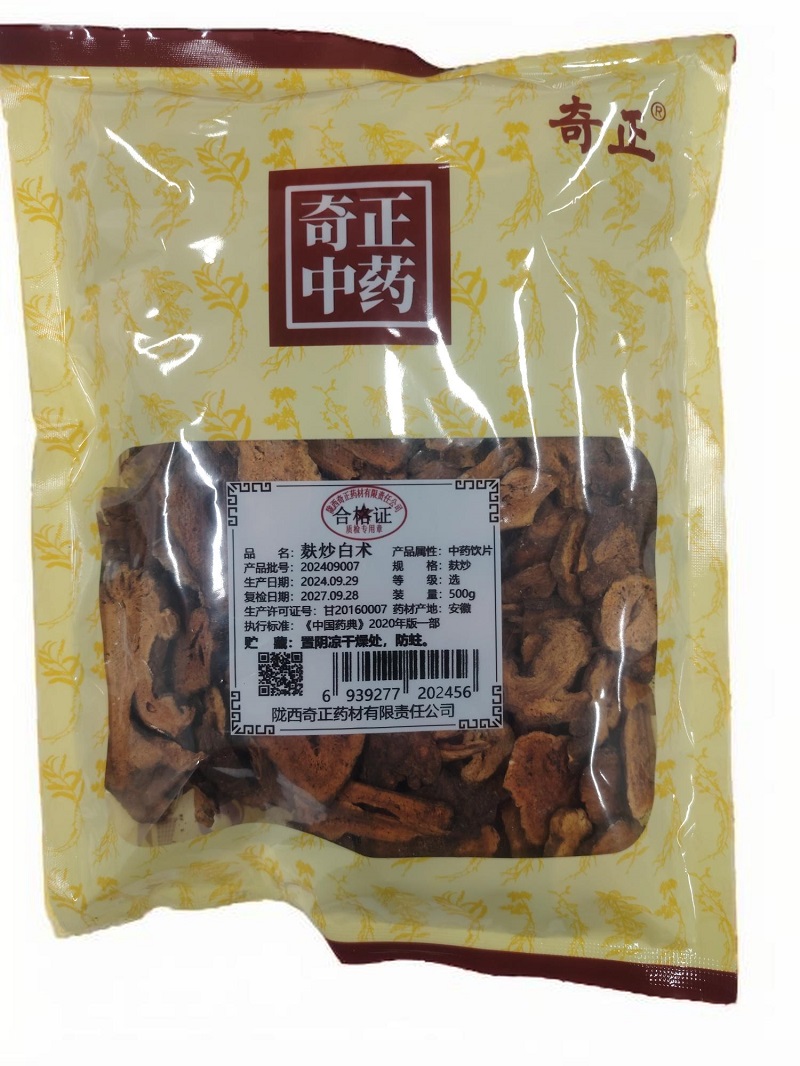 奇正®
奇正
中药
陇西奇正药材有限责任公司
合格证
质检专用章
品 名：麸炒白术 产品属性：中药饮片
产品批号：202409007 规 格：麸炒
生产日期：2024.09.29 等 级：选
复检日期：2027.09.28 装 量：500g
生产许可证号：甘20160007 药材产地：安徽
执行标准：《中国药典》2020年版一部
贮 藏：置阴凉干燥处，防蛀。
6 939277 202456
陇西奇正药材有限责任公司